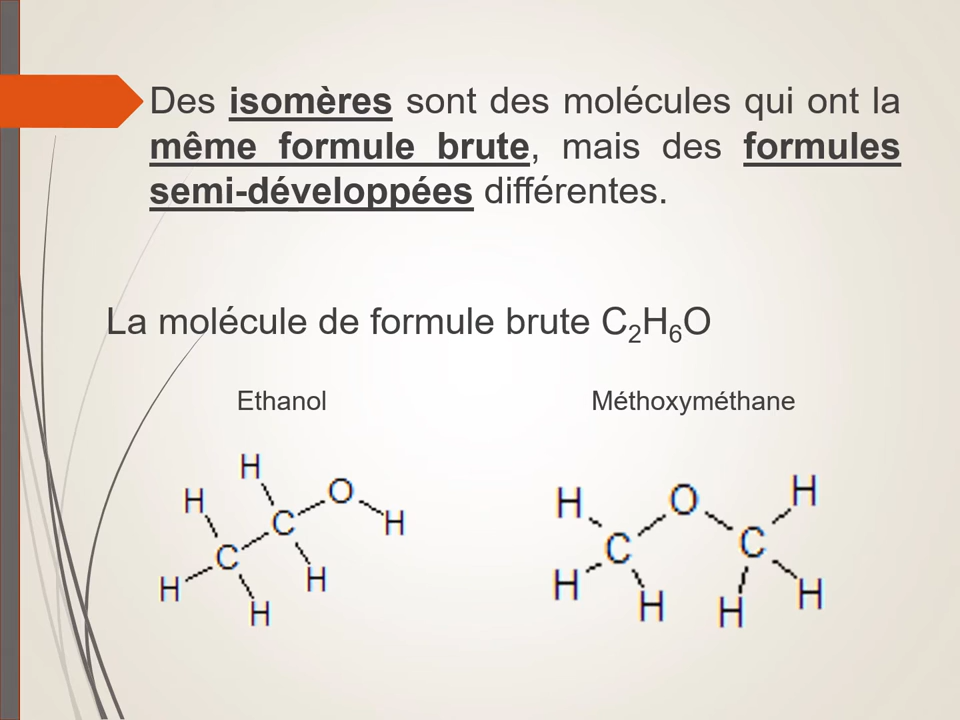 Des isomères sont des molécules qui ont la
même formule brute, mais des formules
semi-développées différentes.
La molécule de formule brute C₂H₆O
Ethanol
Méthoxyméthane
H
H
O
H
C
C
H
H
H
H
O
H
C
C
H
H
H
H